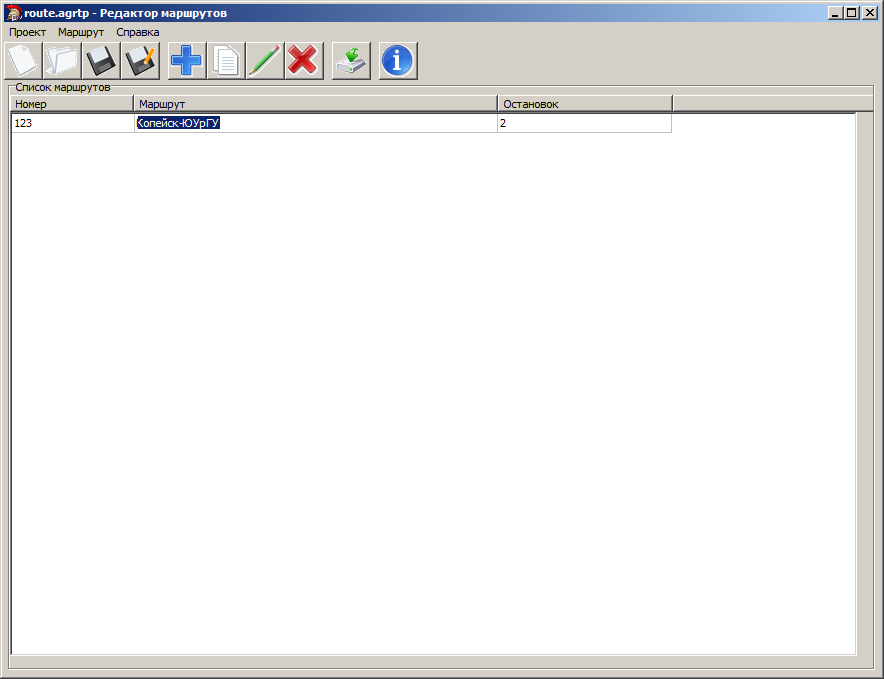 route.agrtp - Редактор маршрутов
Проект Маршрут Справка
Список маршрутов
Номер Маршрут Остановок
123 Копейск-ЮУрГУ 2